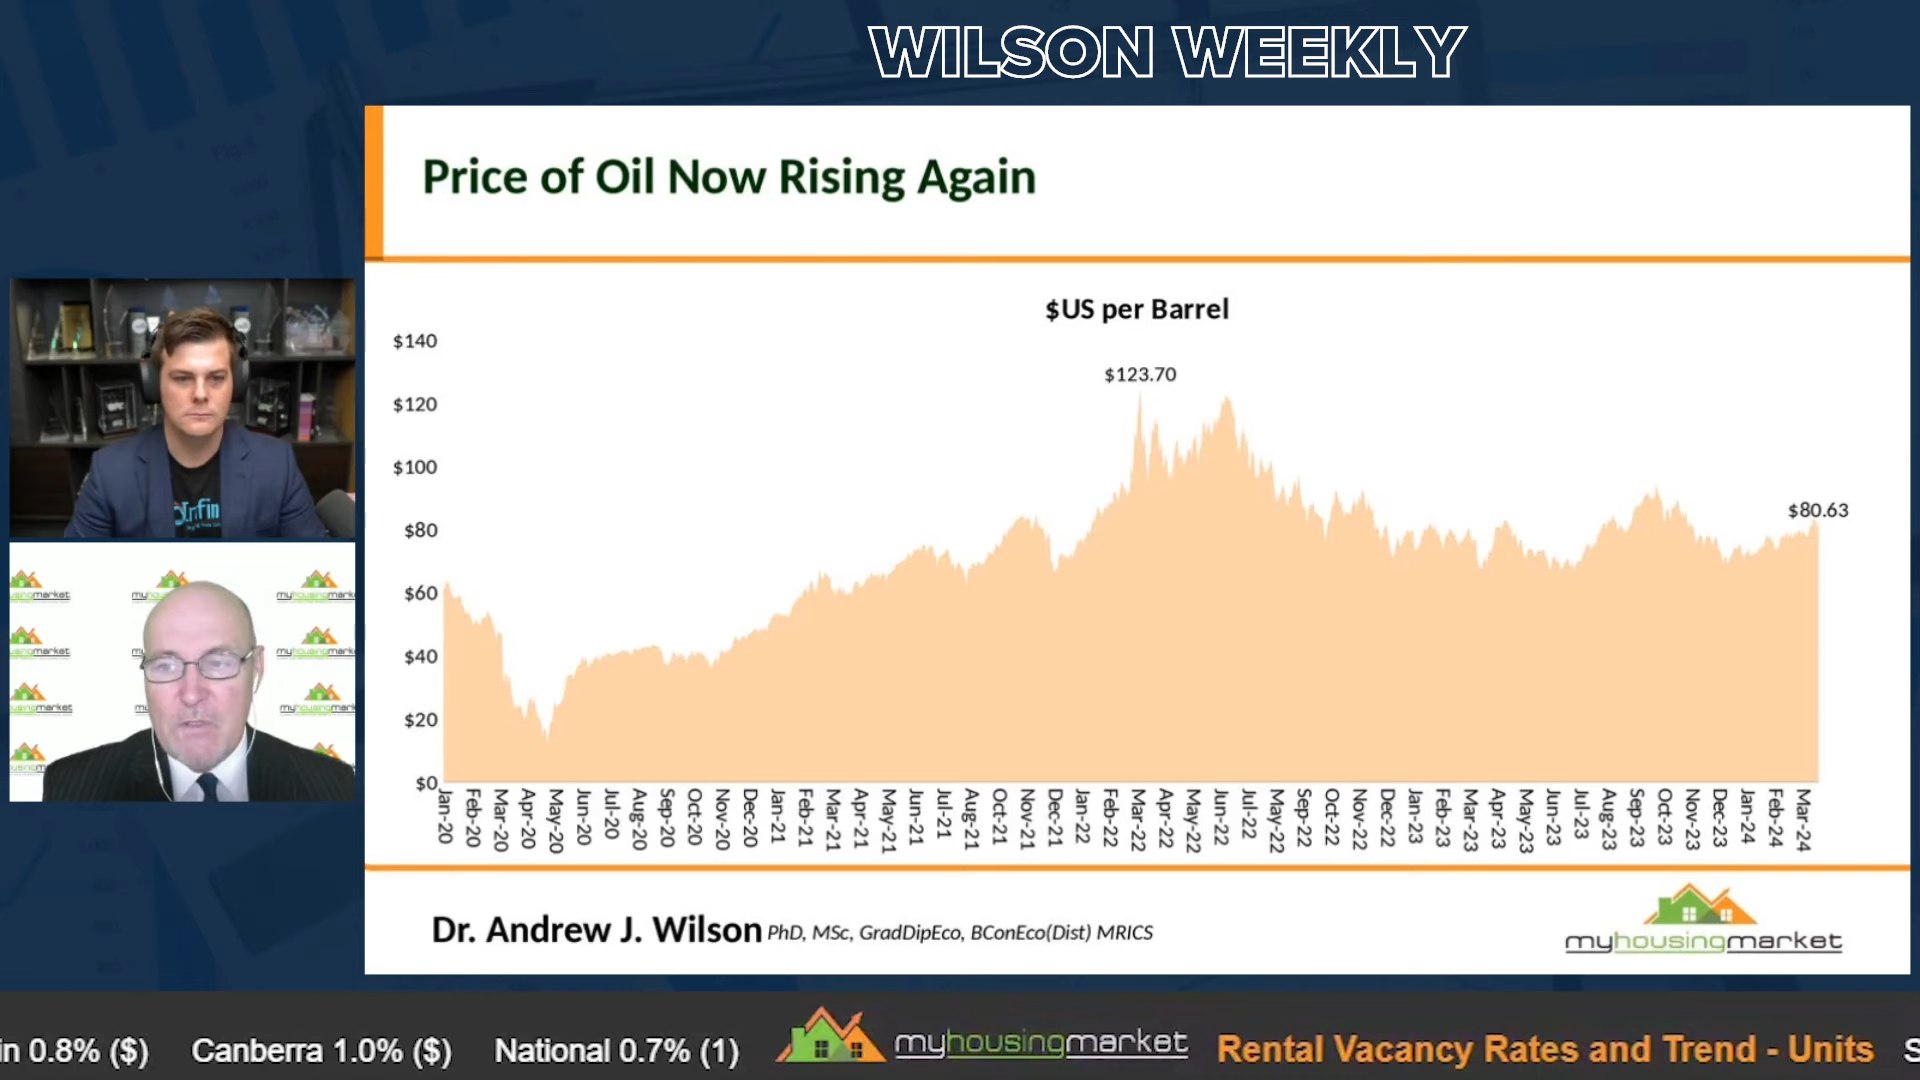 WILSON WEEKLY
Price of Oil Now Rising Again
$US per Barrel
$140
$120
$100
$80
$60
$40
$20
$0
$123.70
$80.63
Jan-20
Feb-20
Mar-20
Apr-20
May-20
Jun-20
Jul-20
Aug-20
Sep-20
Oct-20
Nov-20
Dec-20
Jan-21
Feb-21
Mar-21
Apr-21
May-21
Jun-21
Jul-21
Aug-21
Oct-21
Nov-21
Dec-21
Jan-22
Feb-22
Mar-22
Apr-22
May-22
Jun-22
Jul-22
May-22
Sep-22
Oct-22
Nov-22
Dec-22
Jan-23
Feb-23
Mar-23
Apr-23
May-23
Jun-23
Jul-23
Aug-23
Sep-23
Oct-23
Nov-23
Dec-23
Jan-24
Feb-24
Mar-24
Dr. Andrew J. Wilson PhD, MSc, GradDipEco, BConEco(Dist) MRICS
myhousingmarket
in 0.8% ($) Canberra 1.0% ($) National 0.7% (1) myhousingmarket Rental Vacancy Rates and Trend - Units S